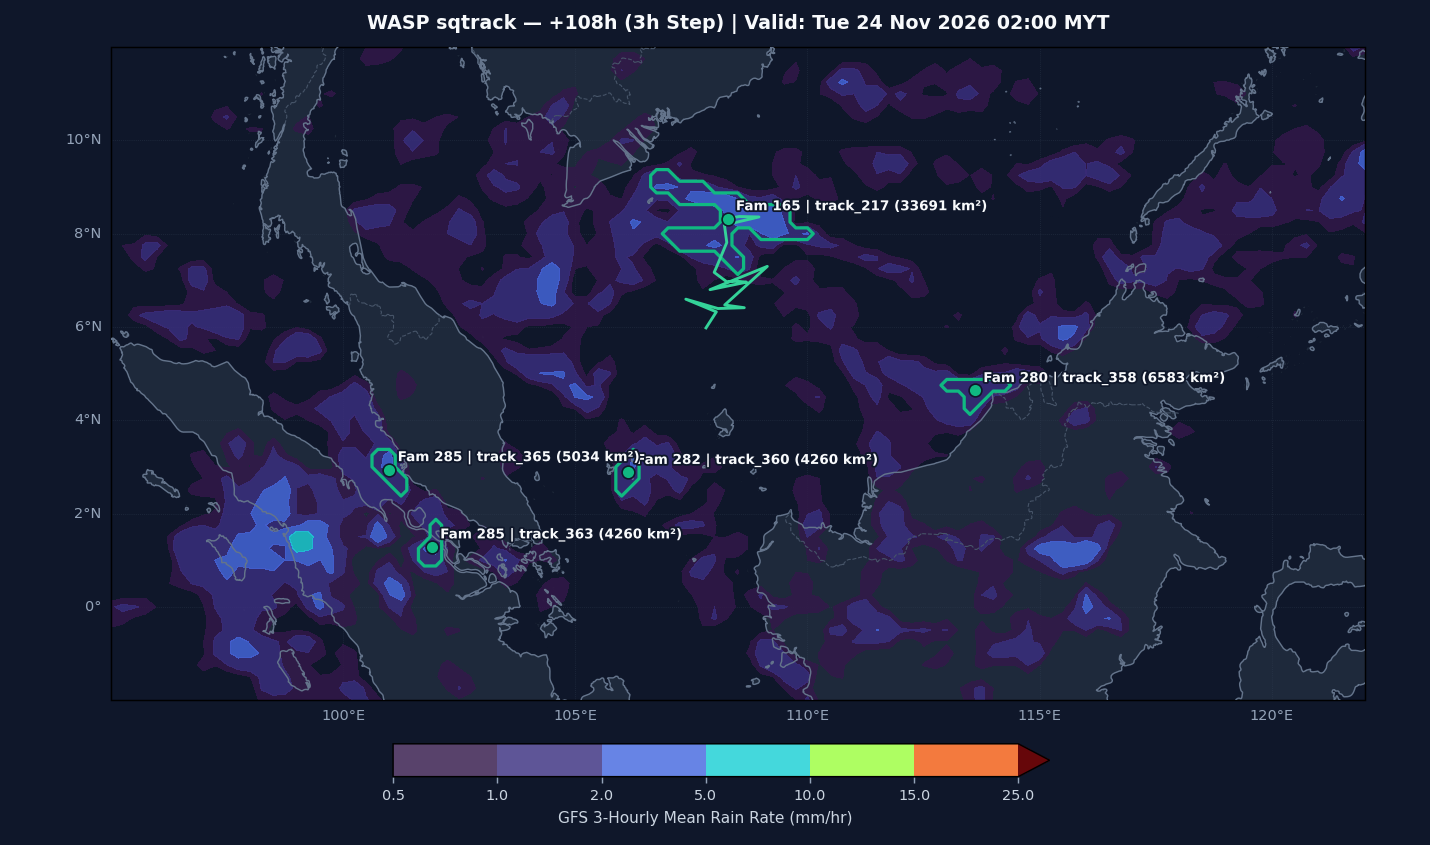 WASP sqtrack — +108h (3h Step) | Valid: Tue 24 Nov 2026 02:00 MYT
10°N
8°N
6°N
4°N
2°N
0°
Fam 165 | track_217 (33691 km²)
Fam 280 | track_358 (6583 km²)
Fam 285 | track_365 (5034 km²)
Fam 282 | track_360 (4260 km²)
Fam 285 | track_363 (4260 km²)
100°E
105°E
110°E
115°E
120°E
0.5
1.0
2.0
5.0
10.0
15.0
25.0
GFS 3-Hourly Mean Rain Rate (mm/hr)